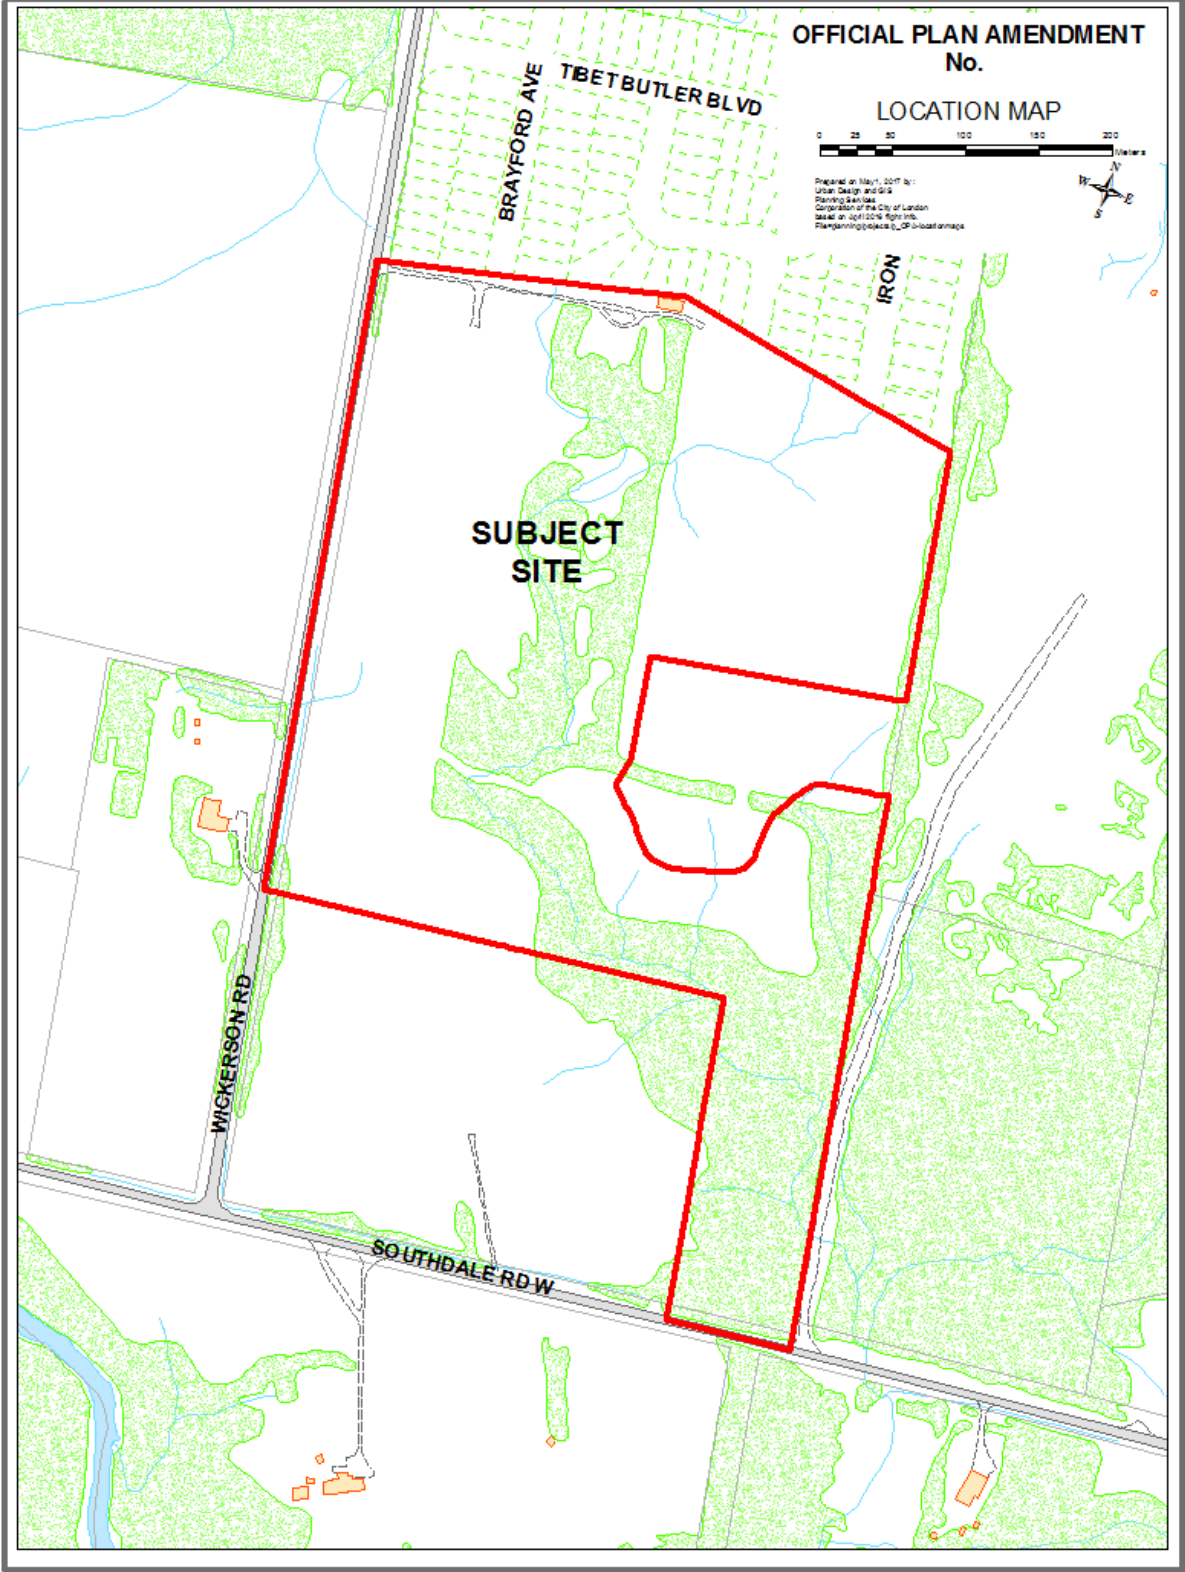 OFFICIAL PLAN AMENDMENT
No.
LOCATION MAP
0 25 50 100 150 200
Meters
Prepared on May 1, 2017 by:
Urban Design and GIS
Planning Services
Corporation of the City of London
based on April 2016 flight info.
N
W
E
S
TIBET BUTLER BLVD
BRAYFORD AVE
IRON
SUBJECT
SITE
WICKERSON RD
SOUTHDALE RD W